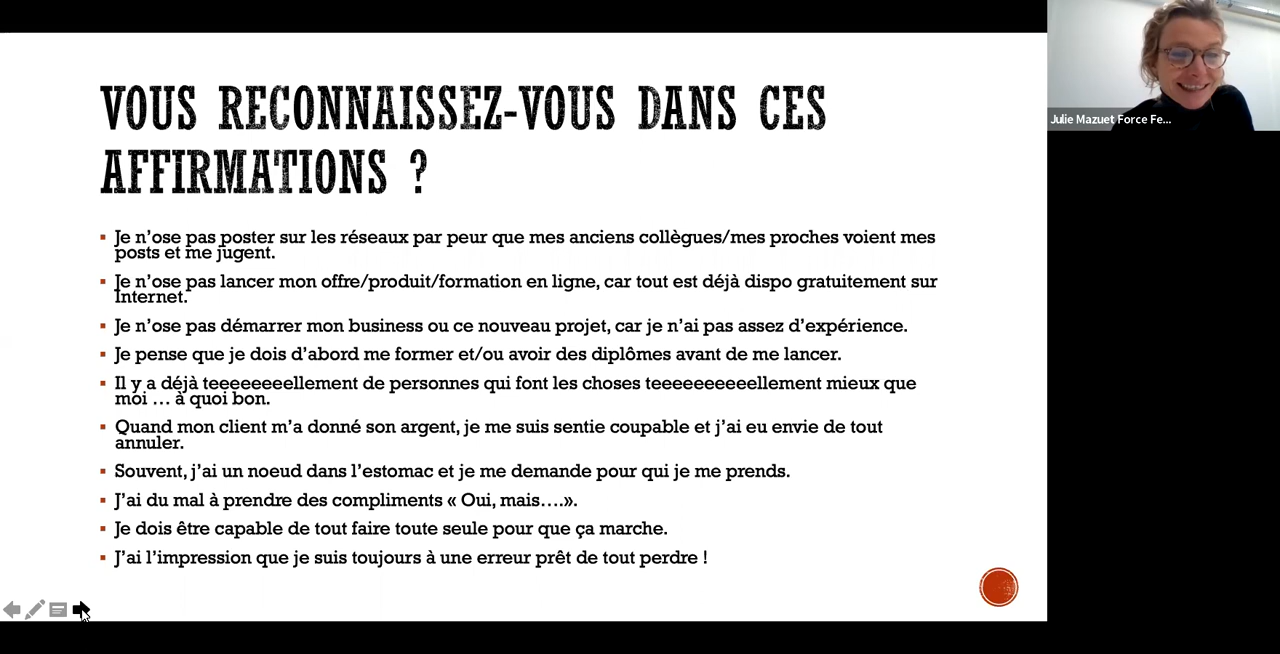 VOUS RECONNAISSEZ-VOUS DANS CES
AFFIRMATIONS ?
Je n’ose pas poster sur les réseaux par peur que mes anciens collègues/mes proches voient mes
posts et me jugent.
Je n’ose pas lancer mon offre/produit/formation en ligne, car tout est déjà dispo gratuitement sur
Internet.
Je n’ose pas démarrer mon business ou ce nouveau projet, car je n’ai pas assez d’expérience.
Je pense que je dois d’abord me former et/ou avoir des diplômes avant de me lancer.
Il y a déjà teeeeeeeellement de personnes qui font les choses teeeeeeeeeellement mieux que
moi … à quoi bon.
Quand mon client m’a donné son argent, je me suis sentie coupable et j’ai eu envie de tout
annuler.
Souvent, j’ai un noeud dans l’estomac et je me demande pour qui je me prends.
J’ai du mal à prendre des compliments « Oui, mais….».
Je dois être capable de tout faire toute seule pour que ça marche.
J’ai l’impression que je suis toujours à une erreur prêt de tout perdre !
Julie Mazuet Force Fe...